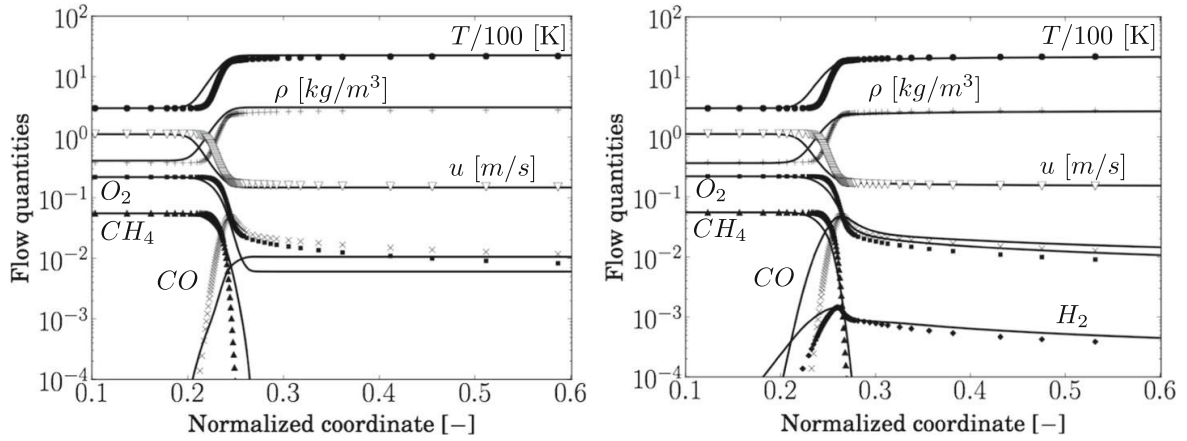 10^2
10^1
10^0
10^{-1}
10^{-2}
10^{-3}
10^{-4}
Flow quantities
T/100 [K]
ρ [kg/m^3]
u [m/s]
O_2
CH_4
CO
0.1 0.2 0.3 0.4 0.5 0.6
Normalized coordinate [−]
10^2
10^1
10^0
10^{-1}
10^{-2}
10^{-3}
10^{-4}
Flow quantities
T/100 [K]
ρ [kg/m^3]
u [m/s]
O_2
CH_4
CO
H_2
0.1 0.2 0.3 0.4 0.5 0.6
Normalized coordinate [−]